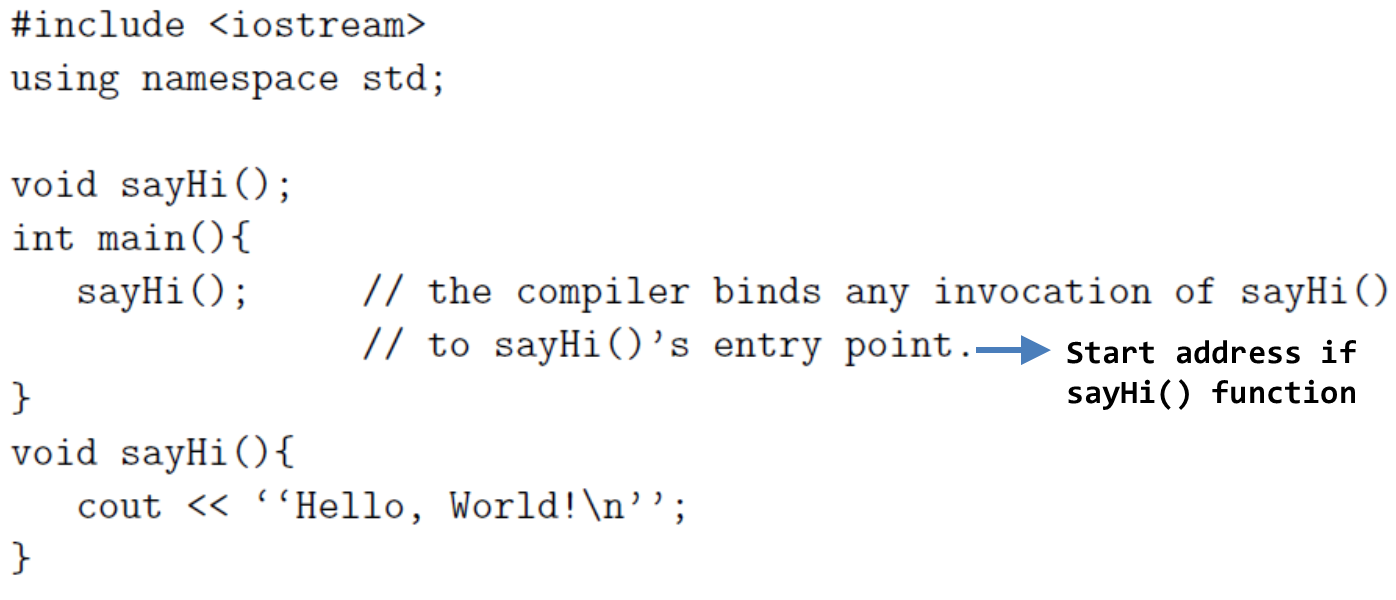 #include <iostream>
using namespace std;
void sayHi();
int main(){
sayHi(); // the compiler binds any invocation of sayHi()
// to sayHi()’s entry point.
Start address if
sayHi() function
}
void sayHi(){
cout << ‘‘Hello, World!\n’’;
}